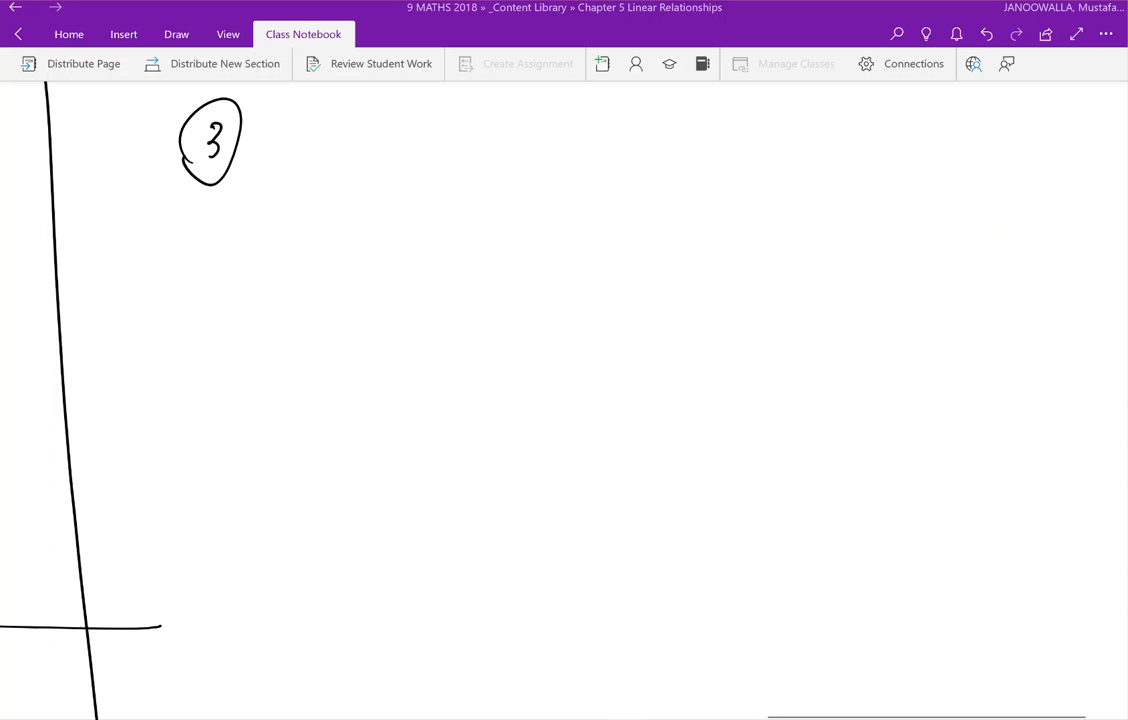 9 MATHS 2018 » _Content Library » Chapter 5 Linear Relationships
JANOOWALLA, Mustafa...
Home Insert Draw View Class Notebook
Distribute Page Distribute New Section Review Student Work Create Assignment Manage Classes Connections
3